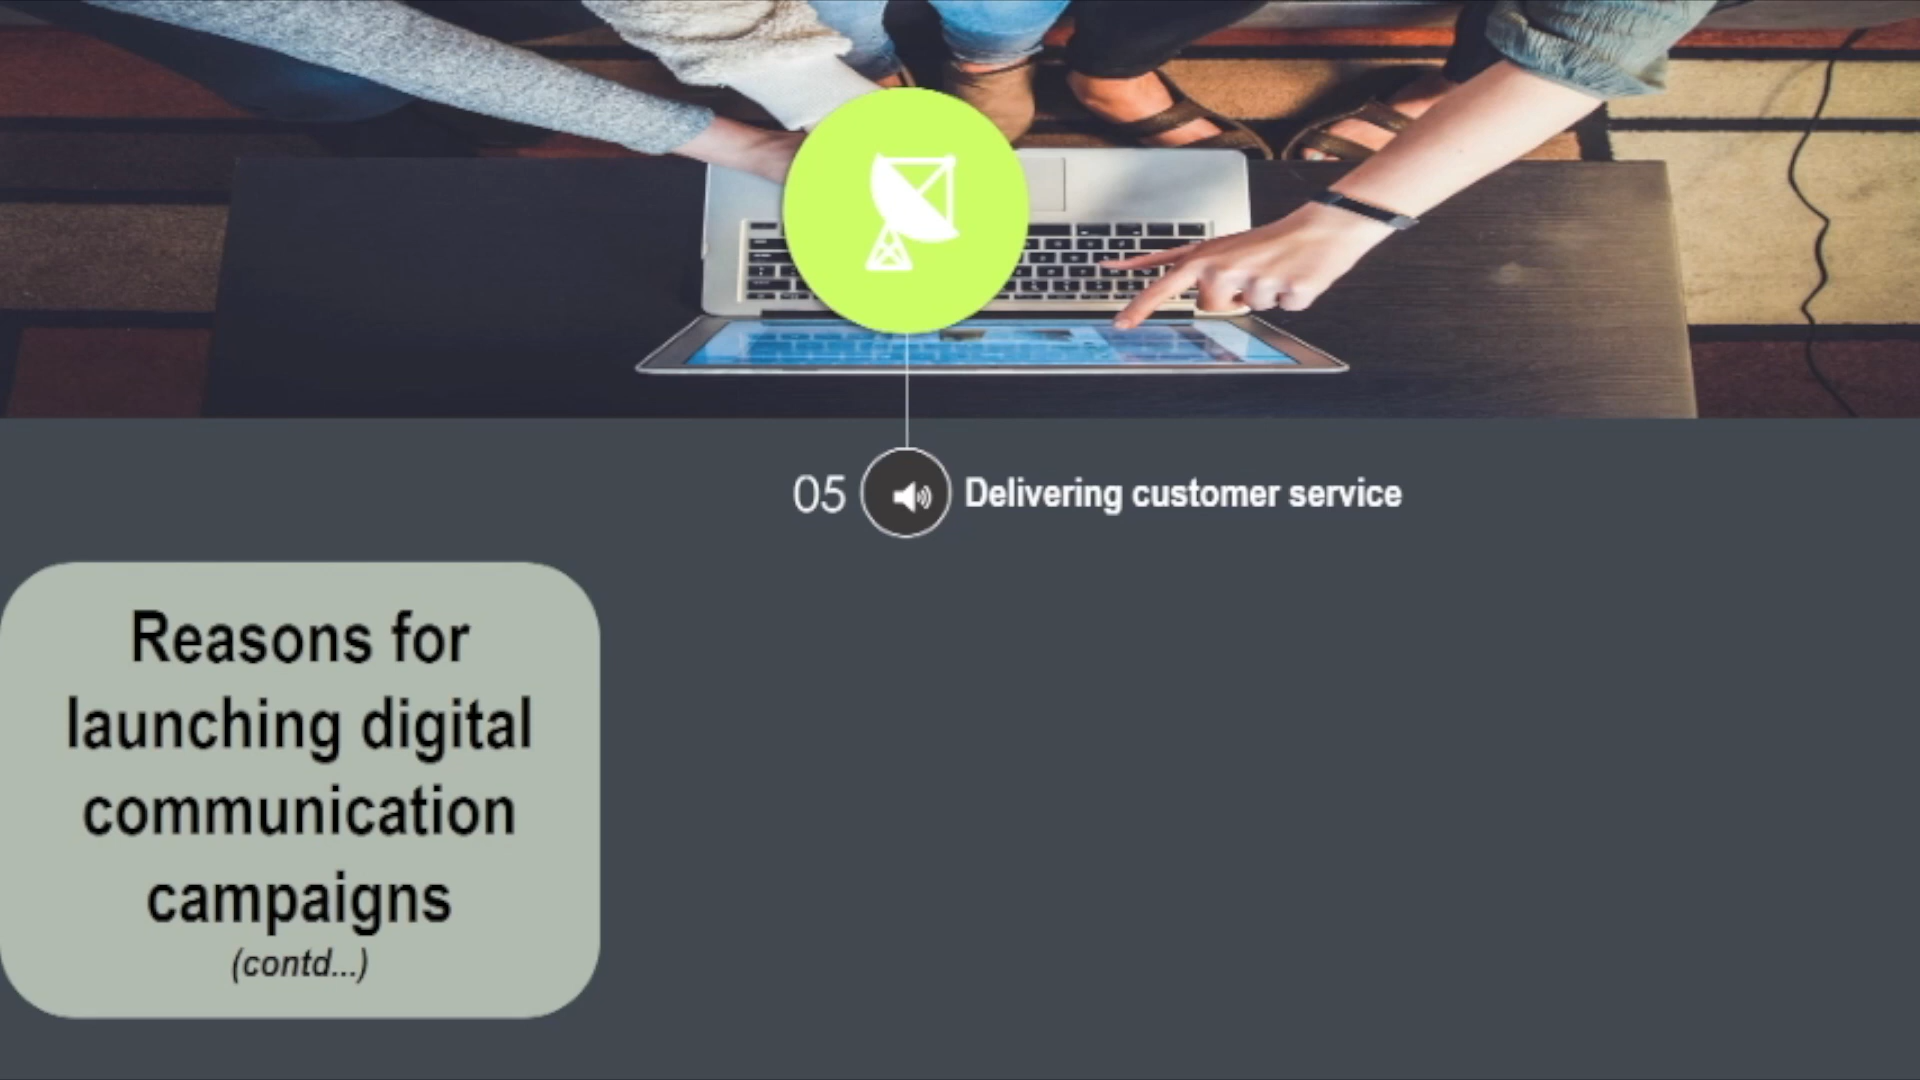 05 Delivering customer service
Reasons for
launching digital
communication
campaigns
(contd...)